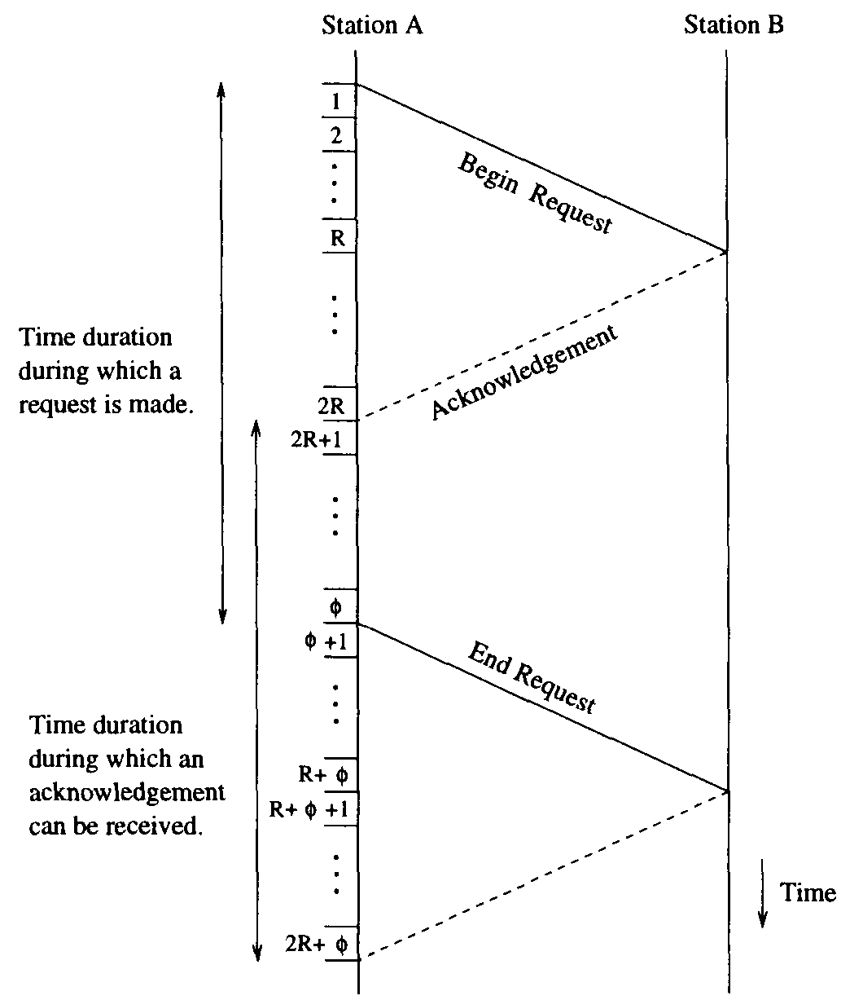 Station A
Station B
1
2
R
Begin Request
Time duration
during which a
request is made.
Acknowledgement
2R
2R+1
ϕ
ϕ +1
End Request
Time duration
during which an
acknowledgement
can be received.
R+ ϕ
R+ ϕ +1
Time
2R+ ϕ